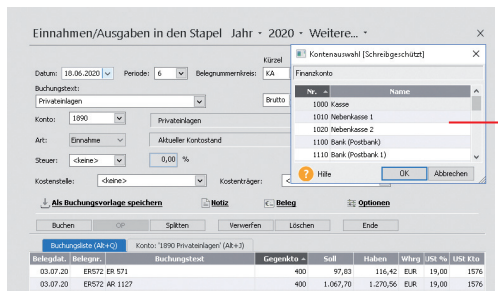 Einnahmen/Ausgaben in den Stapel Jahr - 2020 - Weitere... -
Kürzel
Datum: 18.06.2020 Periode: 6 Belegnummernkreis: KA
Buchungstext:
Privateinlagen Brutto
Konto: 1890 Privateinlagen
Art: Einnahme Aktueller Kontostand
Steuer: <keine> 0,00 %
Kostenstelle: <keine> Kostenträger: <
Als Buchungsvorlage speichern Notiz Beleg Optionen
Buchen OP Splitten Verwerfen Löschen Ende
Buchungsliste (Alt+Q) Konto: '1890 Privateinlagen' (Alt+J)
Belegdat. Belegnr. Buchungstext Gegenkto Soll Haben Whrg USt % USt Kto
03.07.20 ER572 ER 571 400 97,83 116,42 EUR 19,00 1576
03.07.20 ER572 AR 1127 400 1.067,70 1.270,56 EUR 19,00 1576
Kontenauswahl [Schreibgeschützt]
Finanzkonto
Nr. Name
1000 Kasse
1010 Nebenkasse 1
1020 Nebenkasse 2
1100 Bank (Postbank)
1110 Bank (Postbank 1)
Hilfe OK Abbrechen